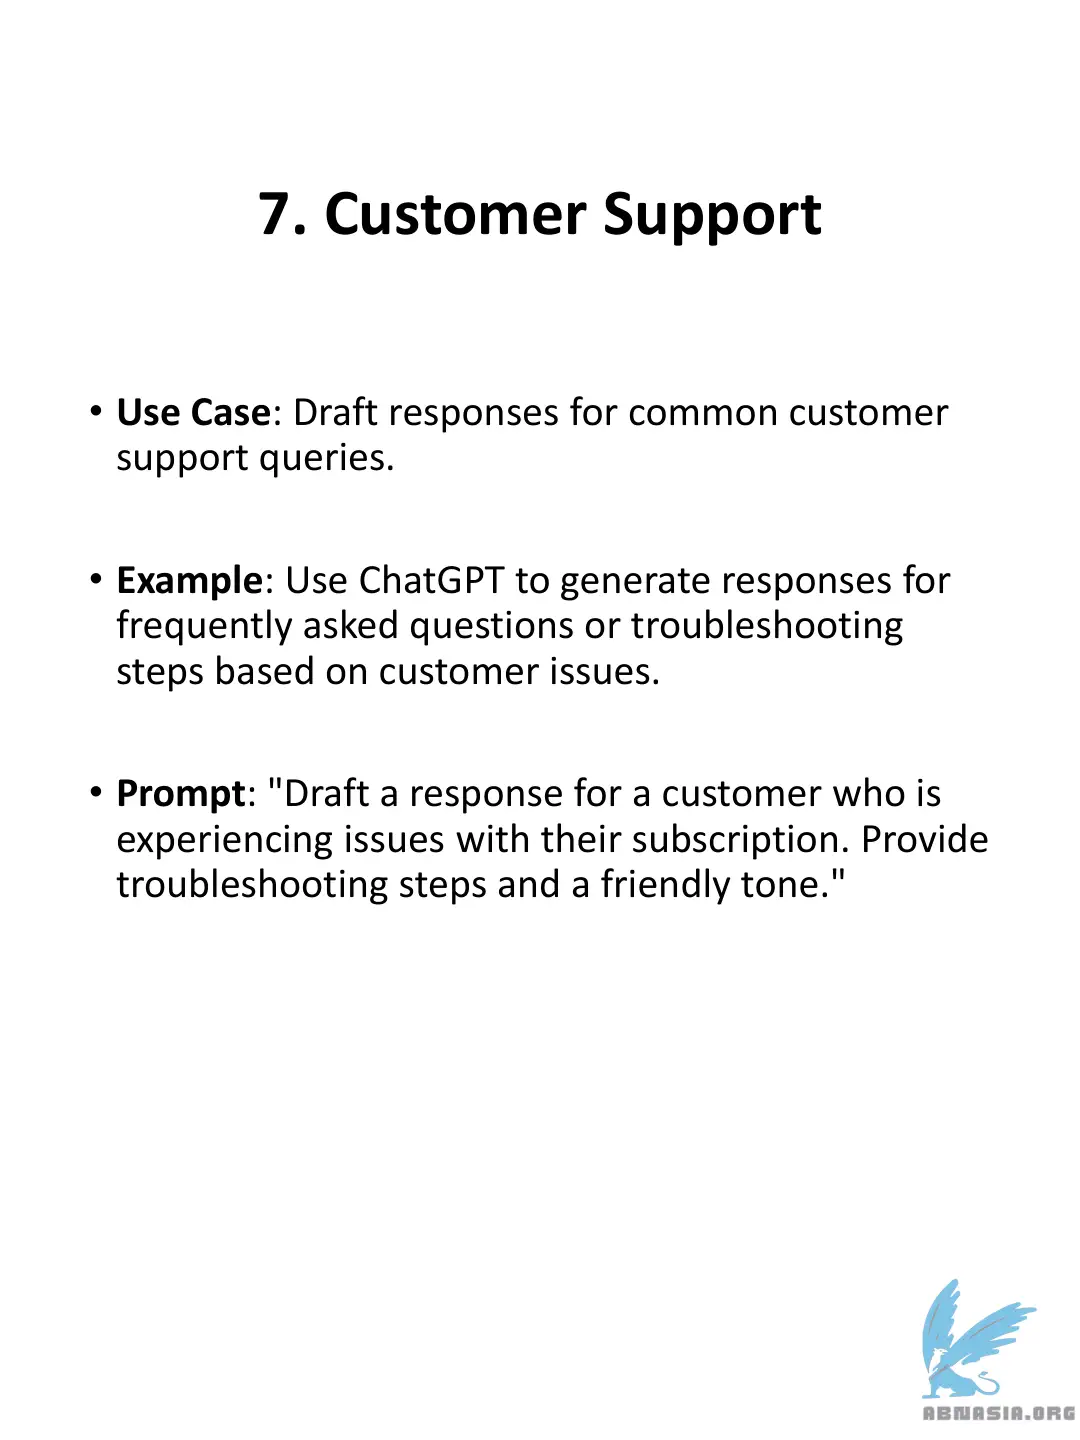 7. Customer Support
• Use Case: Draft responses for common customer
support queries.
• Example: Use ChatGPT to generate responses for
frequently asked questions or troubleshooting
steps based on customer issues.
• Prompt: "Draft a response for a customer who is
experiencing issues with their subscription. Provide
troubleshooting steps and a friendly tone."
ABNASIA.ORG